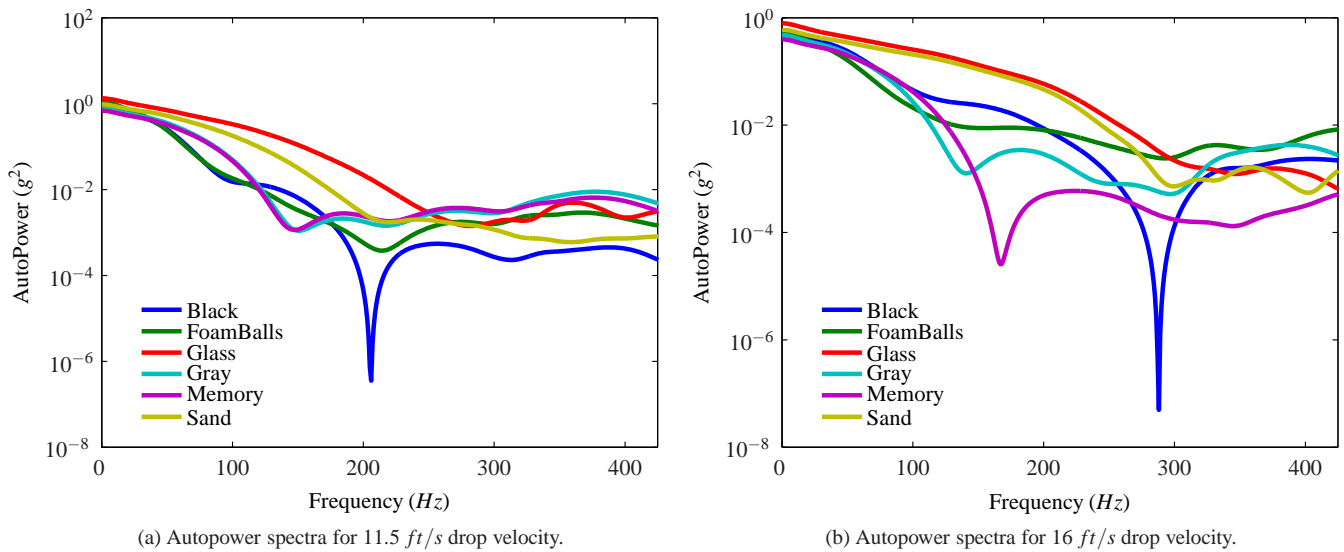 10^2
10^0
10^-2
10^-4
10^-6
10^-8
AutoPower (g^2)
Black
FoamBalls
Glass
Gray
Memory
Sand
0 100 200 300 400
Frequency (Hz)
(a) Autopower spectra for 11.5 ft/s drop velocity.
10^0
10^-2
10^-4
10^-6
10^-8
AutoPower (g^2)
Black
FoamBalls
Glass
Gray
Memory
Sand
0 100 200 300 400
Frequency (Hz)
(b) Autopower spectra for 16 ft/s drop velocity.